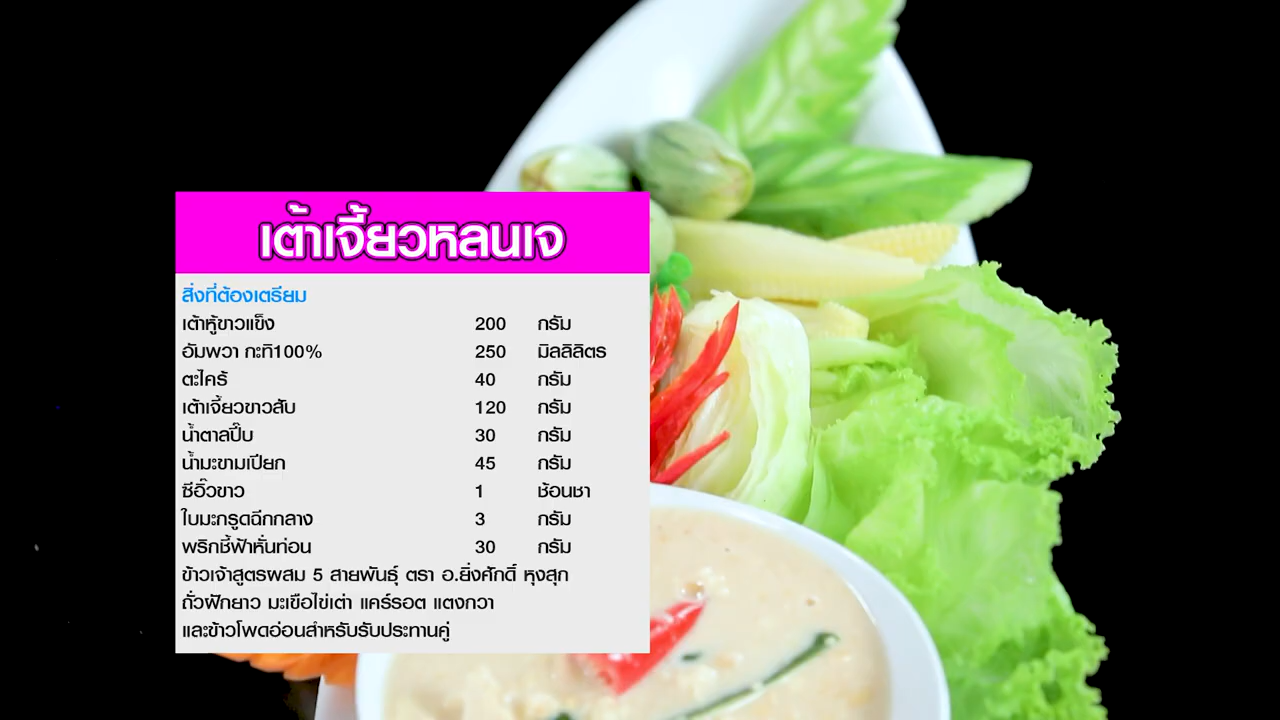 เต้าเจี้ยวหลนเจ
สิ่งที่ต้องเตรียม
เต้าหู้ขาวแข็ง 200 กรัม
อัมพวา กะทิ100% 250 มิลลิลิตร
ตะไคร้ 40 กรัม
เต้าเจี้ยวขาวสับ 120 กรัม
น้ำตาลปี๊บ 30 กรัม
น้ำมะขามเปียก 45 กรัม
ซีอิ๊วขาว 1 ช้อนชา
ใบมะกรูดฉีกกลาง 3 กรัม
พริกชี้ฟ้าหั่นท่อน 30 กรัม
ข้าวเจ้าสูตรผสม 5 สายพันธุ์ ตรา อ.ยิ่งศักดิ์ หุงสุก
ถั่วฝักยาว มะเขือไข่เต่า แคร์รอต แตงกวา
และข้าวโพดอ่อนสำหรับรับประทานคู่